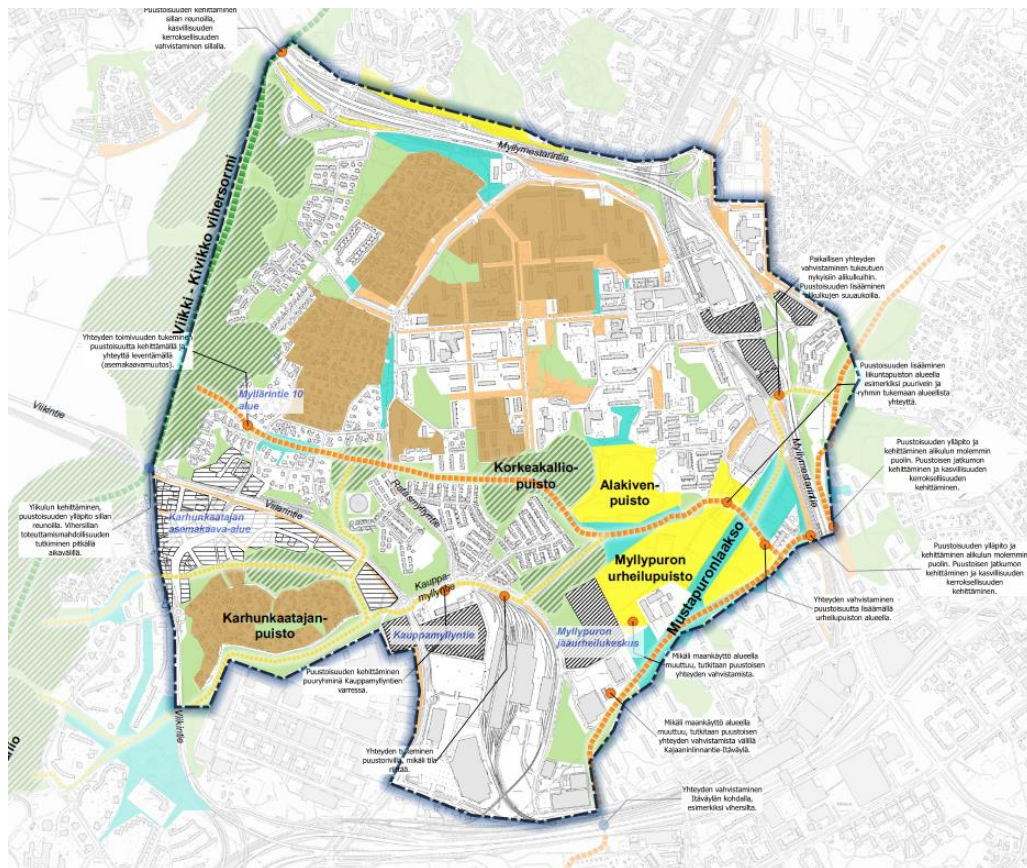 Puustoisuuden kehittäminen
sillan reunoilla,
kasvillisuuden
kerroksellisuuden
vahvistaminen sillalla.
Myllymestarintie
Viikki - Kivikko vihersormi
Paikallisen yhteyden
vahvistaminen tukeutuen
nykyisiin alikulkuihin.
Puustoisuuden lisääminen
alikulkujen suuaukoilla.
Yhteyden toimivuuden tukeminen
puustoisuutta kehittämällä ja
yhteyttä leventämällä
(asemakaavamuutos).
Puustoisuuden lisääminen
liikuntapuiston alueella
esimerkiksi puurivein ja
-ryhmin tukemaan alueellista
yhteyttä.
Myllärintie 10
alue
Viikintie
Myllymestarintie
Puustoisuuden ylläpito ja
kehittäminen alikulun molemmin
puolin. Puustoisen jatkumon
kehittäminen ja kasvillisuuden
kerroksellisuuden
kehittäminen.
Korkeakallio-
puisto
Alakiven-
puisto
Ratasmyllyntie
Viilarintie
Ylikulun kehittäminen,
puustoisuuden ylläpito sillan
reunoilla. Vihersillan
toteuttamismahdollisuuden
tutkiminen pitkällä
aikavälillä.
Karhunkaatajan
asemakaava-alue
Myllypuron
urheilupuisto
Mustapuronlaakso
Puustoisuuden ylläpito ja
kehittäminen alikulun molemmin
puolin. Puustoisen jatkumon
kehittäminen ja kasvillisuuden
kerroksellisuuden
kehittäminen.
Kauppa-
myllyntie
Yhteyden vahvistaminen
puustoisuutta lisäämällä
urheilupuiston alueella.
Karhunkaatajan-
puisto
Kauppamyllyntie
Myllypuron
jääurheilukeskus
Mikäli maankäyttö alueella
muuttuu, tutkitaan puustoisen
yhteyden vahvistamista.
Puustoisuuden kehittäminen
puuryhminä Kauppamyllyntien
varressa.
Viikintie
Mikäli maankäyttö alueella
muuttuu, tutkitaan puustoisen
yhteyden vahvistamista välillä
Kajaaninlinnantie-Itäväylä.
Yhteyden tukeminen
puustorivillä, mikäli tila
riittää.
Yhteyden vahvistaminen
Itäväylän kohdalla,
esimerkiksi vihersilta.